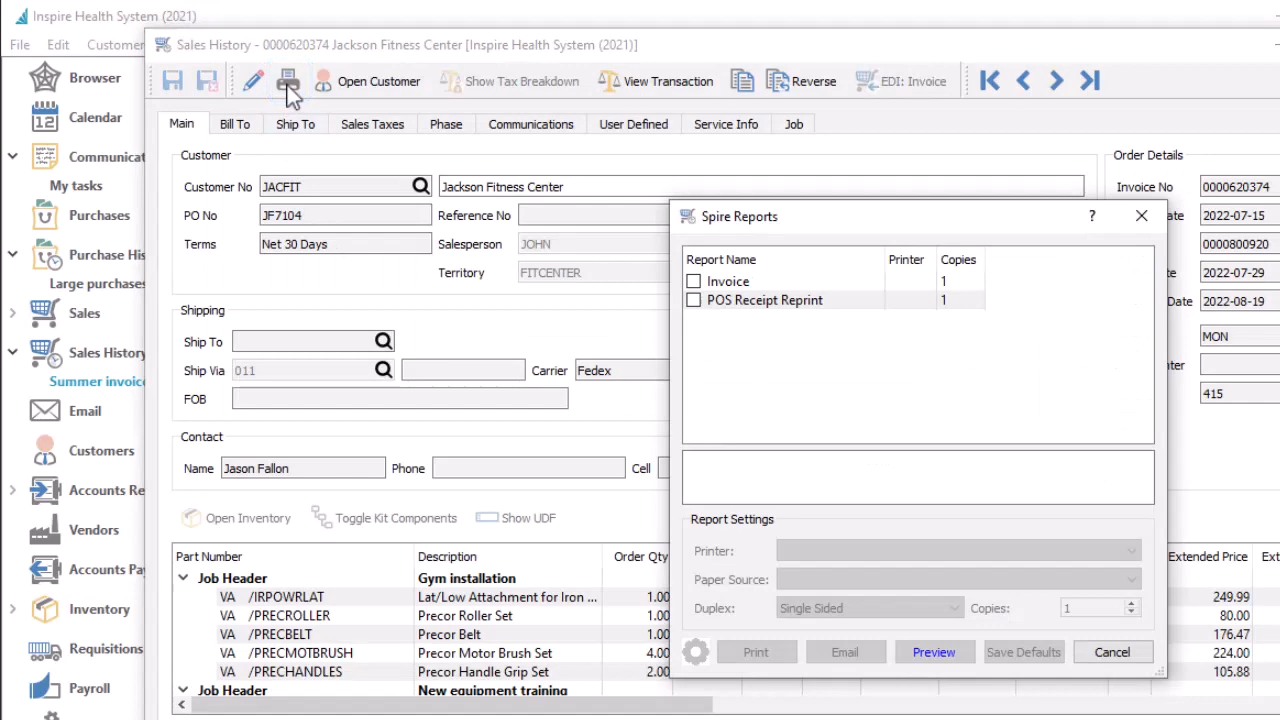 Inspire Health System (2021)
File Edit Customer
Sales History - 0000620374 Jackson Fitness Center [Inspire Health System (2021)]
Open Customer Show Tax Breakdown View Transaction Reverse EDI: Invoice
Main Bill To Ship To Sales Taxes Phase Communications User Defined Service Info Job
Browser
12 Calendar
Communicat
My tasks
Purchases
Purchase His
Large purchases
Sales
Sales History
Summer invoice
Email
Customers
Accounts Re
Vendors
Accounts Pay
Inventory
Requisitions
Payroll
Customer
Customer No JACFIT Jackson Fitness Center
PO No JF7104 Reference No
Terms Net 30 Days Salesperson JOHN
Territory FITCENTER
Shipping
Ship To
Ship Via 011 Carrier Fedex
FOB
Contact
Name Jason Fallon Phone Cell
Order Details
Invoice No 0000620374
ate 2022-07-15
0000800920
te 2022-07-29
Date 2022-08-19
MON
nter
415
Spire Reports ?
Report Name Printer Copies
Invoice 1
POS Receipt Reprint 1
Report Settings
Printer:
Paper Source:
Duplex: Single Sided Copies: 1
Print Email Preview Save Defaults Cancel
Open Inventory Toggle Kit Components Show UDF
Part Number Description Order Qty Extended Price Ext
Job Header Gym installation
VA /IRPOWRLAT Lat/Low Attachment for Iron ... 1.00 249.99
VA /PRECROLLER Precor Roller Set 1.00 80.00
VA /PRECBELT Precor Belt 1.00 176.47
VA /PRECMOTBRUSH Precor Motor Brush Set 4.00 224.00
VA /PRECHANDLES Precor Handle Grip Set 2.00 105.88
Job Header New equipment training